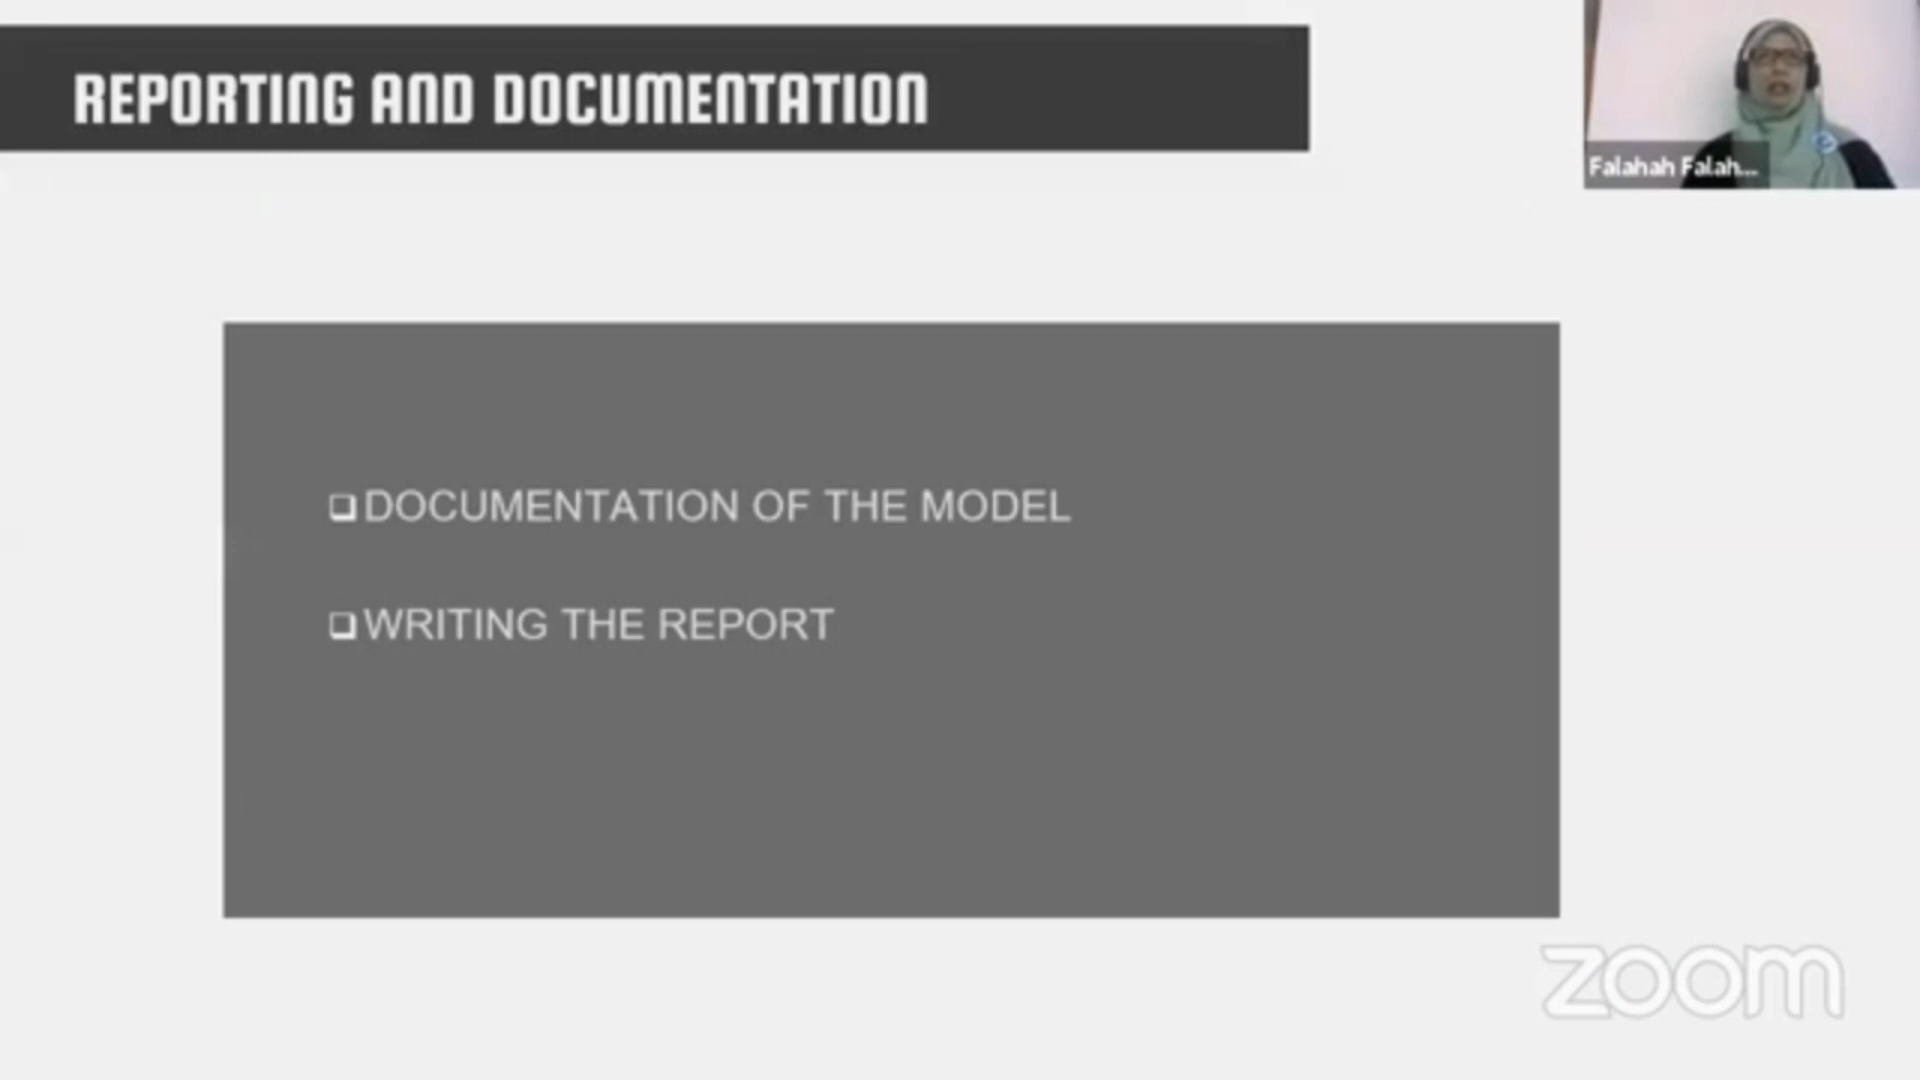 REPORTING AND DOCUMENTATION
Falahah Falah...
DOCUMENTATION OF THE MODEL
WRITING THE REPORT
zoom